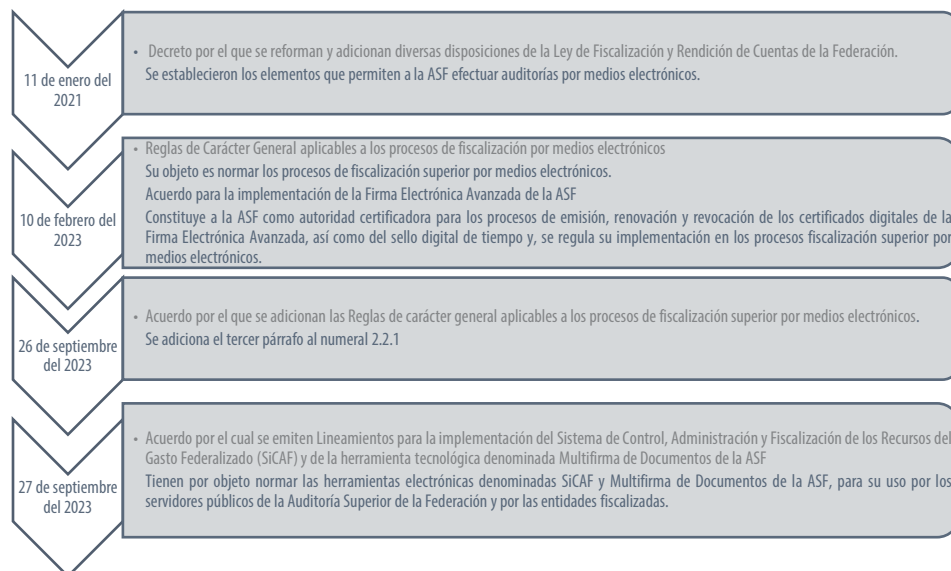 11 de enero del
2021
• Decreto por el que se reforman y adicionan diversas disposiciones de la Ley de Fiscalización y Rendición de Cuentas de la Federación.
Se establecieron los elementos que permiten a la ASF efectuar auditorías por medios electrónicos.
10 de febrero del
2023
• Reglas de Carácter General aplicables a los procesos de fiscalización por medios electrónicos
Su objeto es normar los procesos de fiscalización superior por medios electrónicos.
Acuerdo para la implementación de la Firma Electrónica Avanzada de la ASF
Constituye a la ASF como autoridad certificadora para los procesos de emisión, renovación y revocación de los certificados digitales de la
Firma Electrónica Avanzada, así como del sello digital de tiempo y, se regula su implementación en los procesos fiscalización superior por
medios electrónicos.
26 de septiembre
del 2023
• Acuerdo por el que se adicionan las Reglas de carácter general aplicables a los procesos de fiscalización superior por medios electrónicos.
Se adiciona el tercer párrafo al numeral 2.2.1
27 de septiembre
del 2023
• Acuerdo por el cual se emiten Lineamientos para la implementación del Sistema de Control, Administración y Fiscalización de los Recursos del
Gasto Federalizado (SiCAF) y de la herramienta tecnológica denominada Multifirma de Documentos de la ASF
Tienen por objeto normar las herramientas electrónicas denominadas SiCAF y Multifirma de Documentos de la ASF, para su uso por los
servidores públicos de la Auditoría Superior de la Federación y por las entidades fiscalizadas.